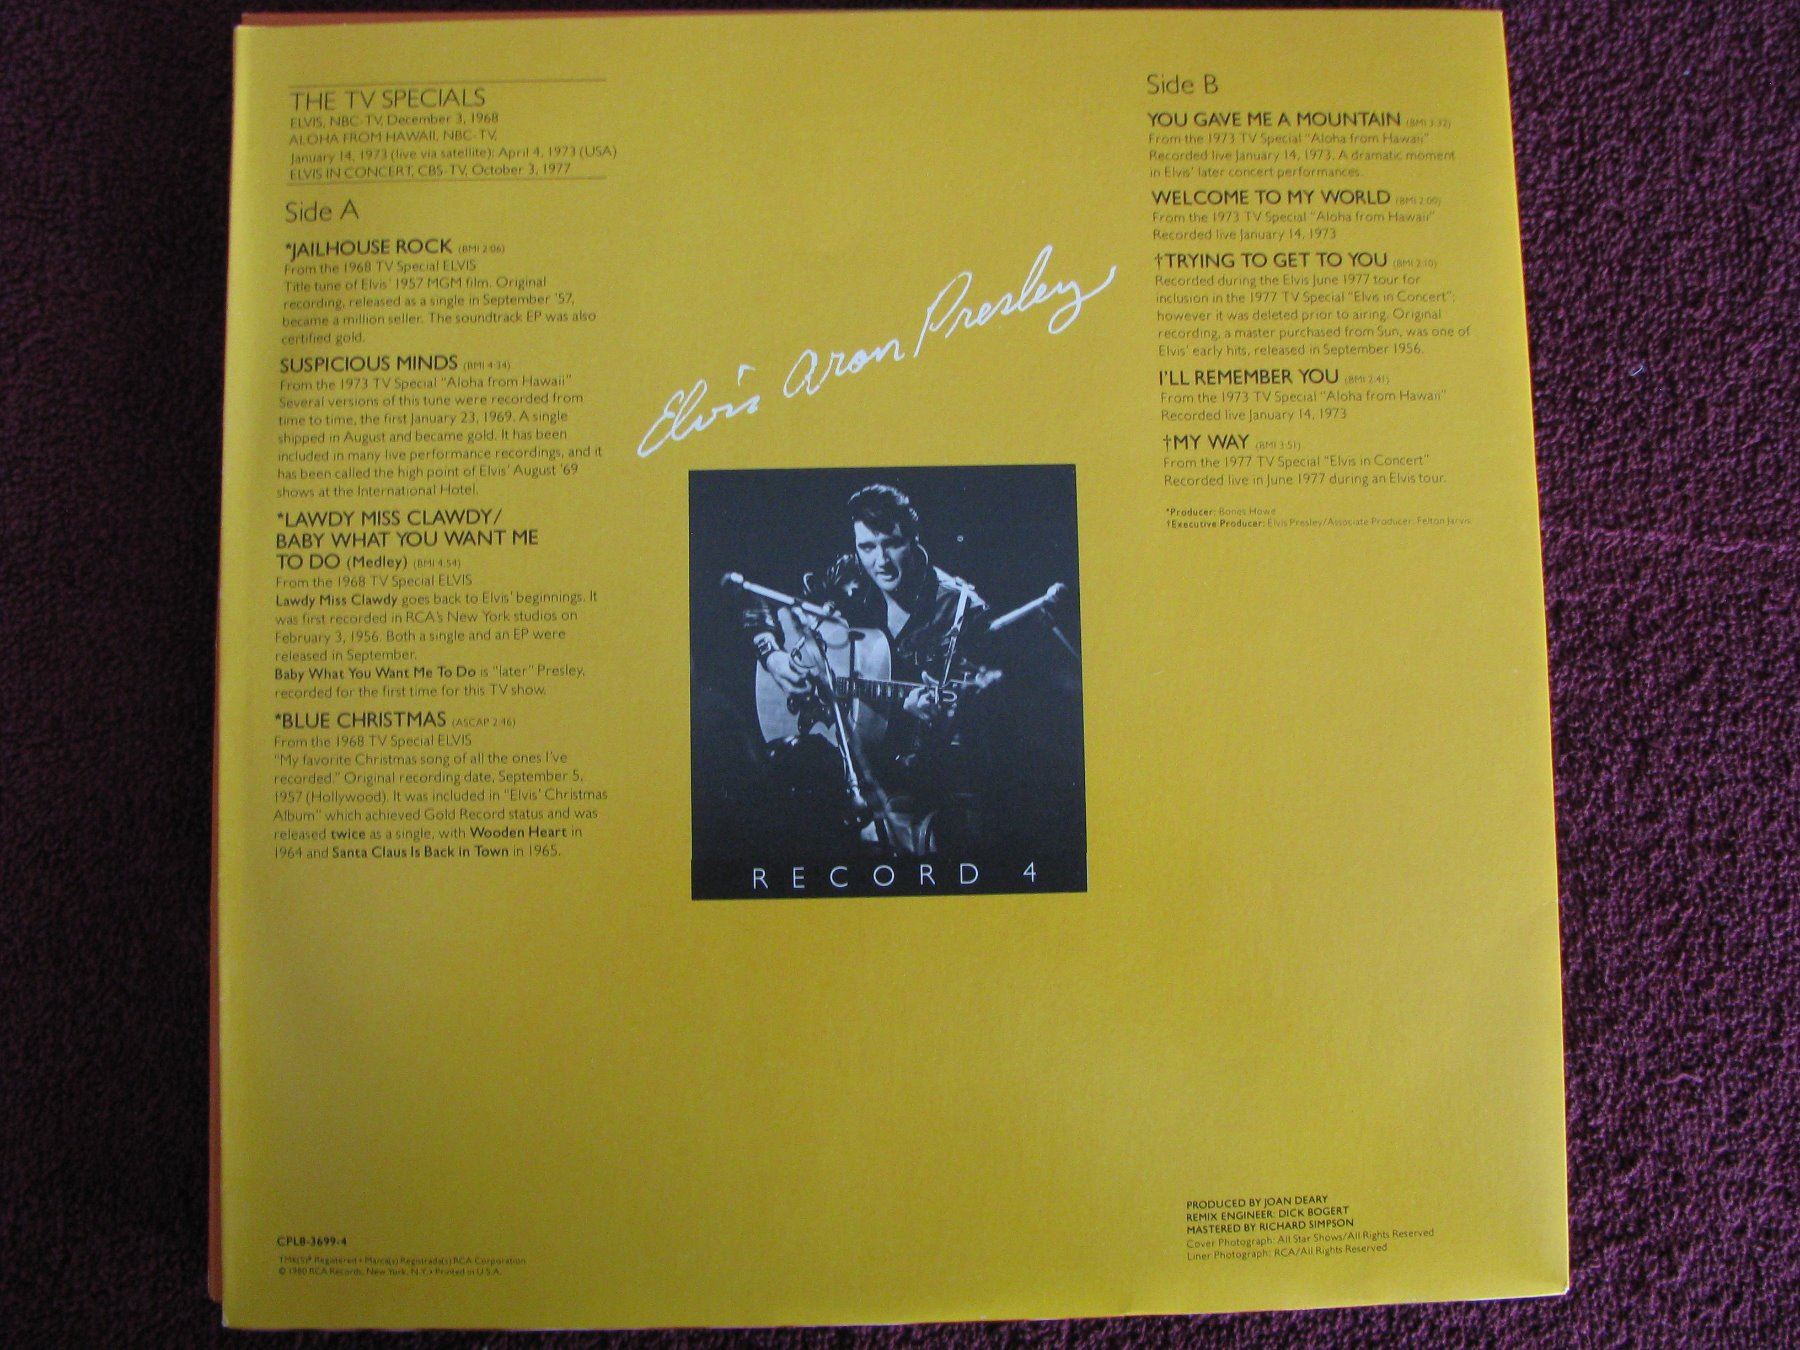 THE TV SPECIALS
ELVIS, NBC-TV, December 3, 1968
ALOHA FROM HAWAII, NBC-TV,
January 14, 1973 (live via satellite); April 4, 1973 (USA)
ELVIS IN CONCERT, CBS-TV, October 3, 1977
Side A
*JAILHOUSE ROCK (BMI 2:06)
From the 1968 TV Special ELVIS
Title tune of Elvis' 1957 MGM film. Original
recording, released as a single in September '57,
became a million seller. The soundtrack EP was also
certified gold.
SUSPICIOUS MINDS (BMI 4:34)
From the 1973 TV Special "Aloha from Hawaii"
Several versions of this tune were recorded from
time to time, the first January 23, 1969. A single
shipped in August and became gold. It has been
included in many live performance recordings, and it
has been called the high point of Elvis' August '69
shows at the International Hotel.
*LAWDY MISS CLAWDY/
BABY WHAT YOU WANT ME
TO DO (Medley) (BMI 4:54)
From the 1968 TV Special ELVIS
Lawdy Miss Clawdy goes back to Elvis' beginnings. It
was first recorded in RCA's New York studios on
February 3, 1956. Both a single and an EP were
released in September.
Baby What You Want Me To Do is "later" Presley,
recorded for the first time for this TV show.
*BLUE CHRISTMAS (ASCAP 2:46)
From the 1968 TV Special ELVIS
"My favorite Christmas song of all the ones I've
recorded." Original recording date, September 5,
1957 (Hollywood). It was included in "Elvis' Christmas
Album" which achieved Gold Record status and was
released twice as a single, with Wooden Heart in
1964 and Santa Claus Is Back in Town in 1965.
CPL8-3699-4
TMK(S)® Registered • Marca(s) Registrada(s) RCA Corporation
© 1980 RCA Records, New York, N.Y. • Printed in U.S.A.
Elvis Aron Presley
RECORD 4
Side B
YOU GAVE ME A MOUNTAIN (BMI 3:32)
From the 1973 TV Special "Aloha from Hawaii"
Recorded live January 14, 1973. A dramatic moment
in Elvis' later concert performances.
WELCOME TO MY WORLD (BMI 2:00)
From the 1973 TV Special "Aloha from Hawaii"
Recorded live January 14, 1973
†TRYING TO GET TO YOU (BMI 2:10)
Recorded during the Elvis June 1977 tour for
inclusion in the 1977 TV Special "Elvis in Concert";
however it was deleted prior to airing. Original
recording, a master purchased from Sun, was one of
Elvis' early hits, released in September 1956.
I'LL REMEMBER YOU (BMI 2:41)
From the 1973 TV Special "Aloha from Hawaii"
Recorded live January 14, 1973
†MY WAY (BMI 3:51)
From the 1977 TV Special "Elvis in Concert"
Recorded live in June 1977 during an Elvis tour.
*Producer: Bones Howe
†Executive Producer: Elvis Presley/Associate Producer: Felton Jarvis
PRODUCED BY JOAN DEARY
REMIX ENGINEER: DICK BOGERT
MASTERED BY RICHARD SIMPSON
Cover Photograph: All Star Shows/All Rights Reserved
Liner Photograph: RCA/All Rights Reserved